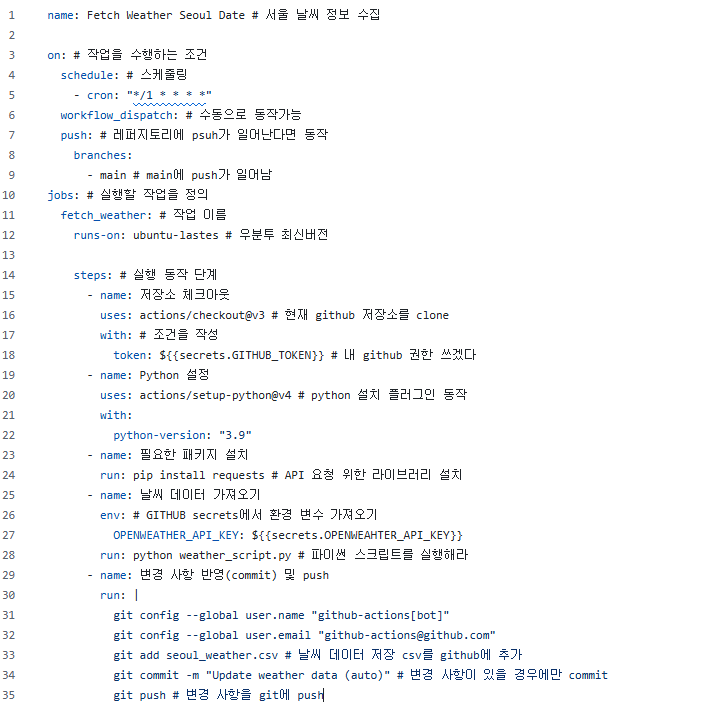 1 name: Fetch Weather Seoul Date # 서울 날씨 정보 수집
2
3 on: # 작업을 수행하는 조건
4   schedule: # 스케줄링
5     - cron: "*/1 * * * *"
6   workflow_dispatch: # 수동으로 동작가능
7   push: # 레퍼지토리에 psuh가 일어난다면 동작
8     branches:
9       - main # main에 push가 일어남
10 jobs: # 실행할 작업을 정의
11   fetch_weather: # 작업 이름
12     runs-on: ubuntu-lastes # 우분투 최신버젼
13
14     steps: # 실행 동작 단계
15       - name: 저장소 체크아웃
16         uses: actions/checkout@v3 # 현재 github 저장소를 clone
17         with: # 조건을 작성
18           token: ${{secrets.GITHUB_TOKEN}} # 내 github 권한 쓰겠다
19       - name: Python 설정
20         uses: actions/setup-python@v4 # python 설치 플러그인 동작
21         with:
22           python-version: "3.9"
23       - name: 필요한 패키지 설치
24         run: pip install requests # API 요청 위한 라이브러리 설치
25       - name: 날씨 데이터 가져오기
26         env: # GITHUB secrets에서 환경 변수 가져오기
27           OPENWEATHER_API_KEY: ${{secrets.OPENWEAHTER_API_KEY}}
28         run: python weather_script.py # 파이썬 스크립트를 실행해라
29       - name: 변경 사항 반영(commit) 및 push
30         run: |
31           git config --global user.name "github-actions[bot]"
32           git config --global user.email "github-actions@github.com"
33           git add seoul_weather.csv # 날씨 데이터 저장 csv를 github에 추가
34           git commit -m "Update weather data (auto)" # 변경 사항이 있을 경우에만 commit
35           git push # 변경 사항을 git에 push